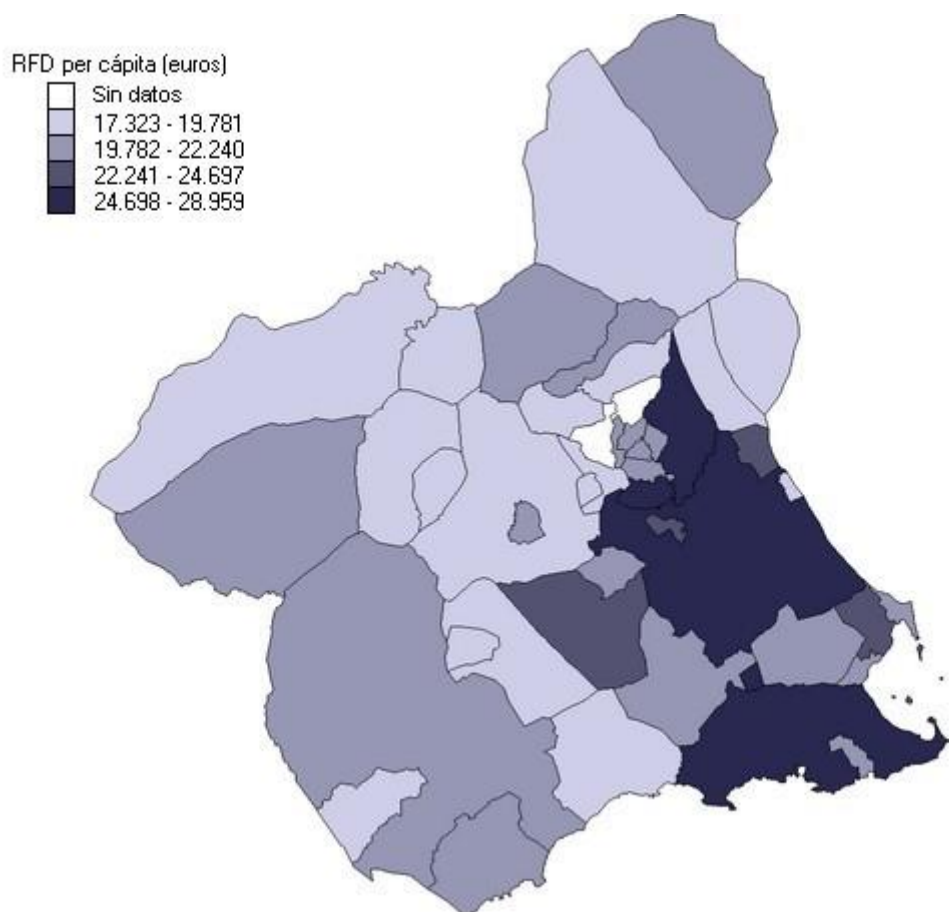 RFD per cápita (euros)
Sin datos
17.323 - 19.781
19.782 - 22.240
22.241 - 24.697
24.698 - 28.959